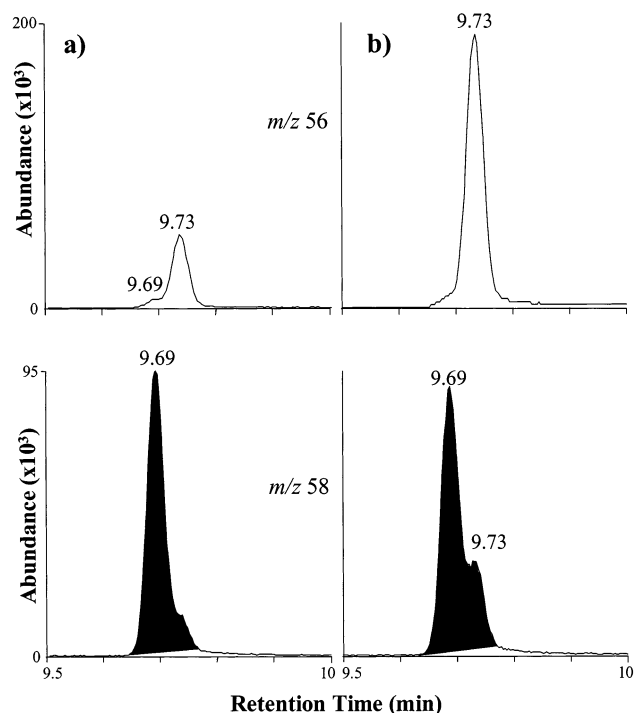 200
a)
b)
9.73
m/z 56
9.73
9.69
Abundance (x10³)
0
9.69
95
9.69
m/z 58
9.73
Abundance (x10³)
0
9.5
10
9.5
10
Retention Time (min)